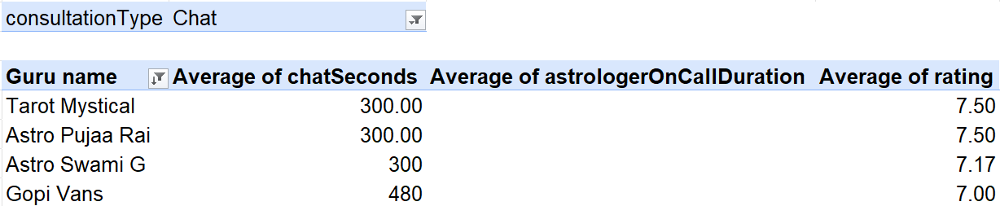 consultationType Chat
Guru name Average of chatSeconds Average of astrologerOnCallDuration Average of rating
Tarot Mystical 300.00 7.50
Astro Pujaa Rai 300.00 7.50
Astro Swami G 300 7.17
Gopi Vans 480 7.00